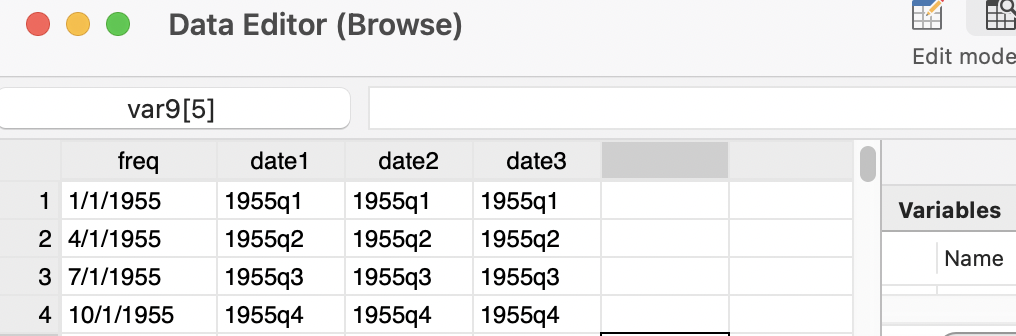 Data Editor (Browse)
Edit mode
var9[5]
freq date1 date2 date3
Variables
1 1/1/1955 1955q1 1955q1 1955q1
2 4/1/1955 1955q2 1955q2 1955q2
Name
3 7/1/1955 1955q3 1955q3 1955q3
4 10/1/1955 1955q4 1955q4 1955q4